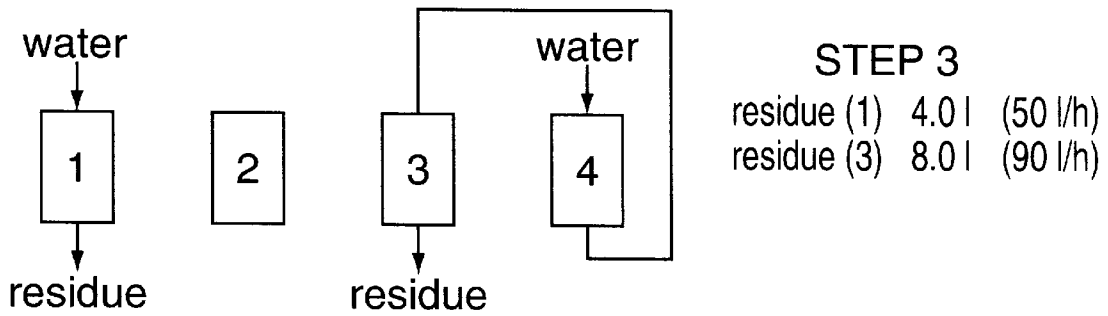 water
water
STEP 3
residue (1) 4.0 l (50 l/h)
residue (3) 8.0 l (90 l/h)
1
2
3
4
residue
residue